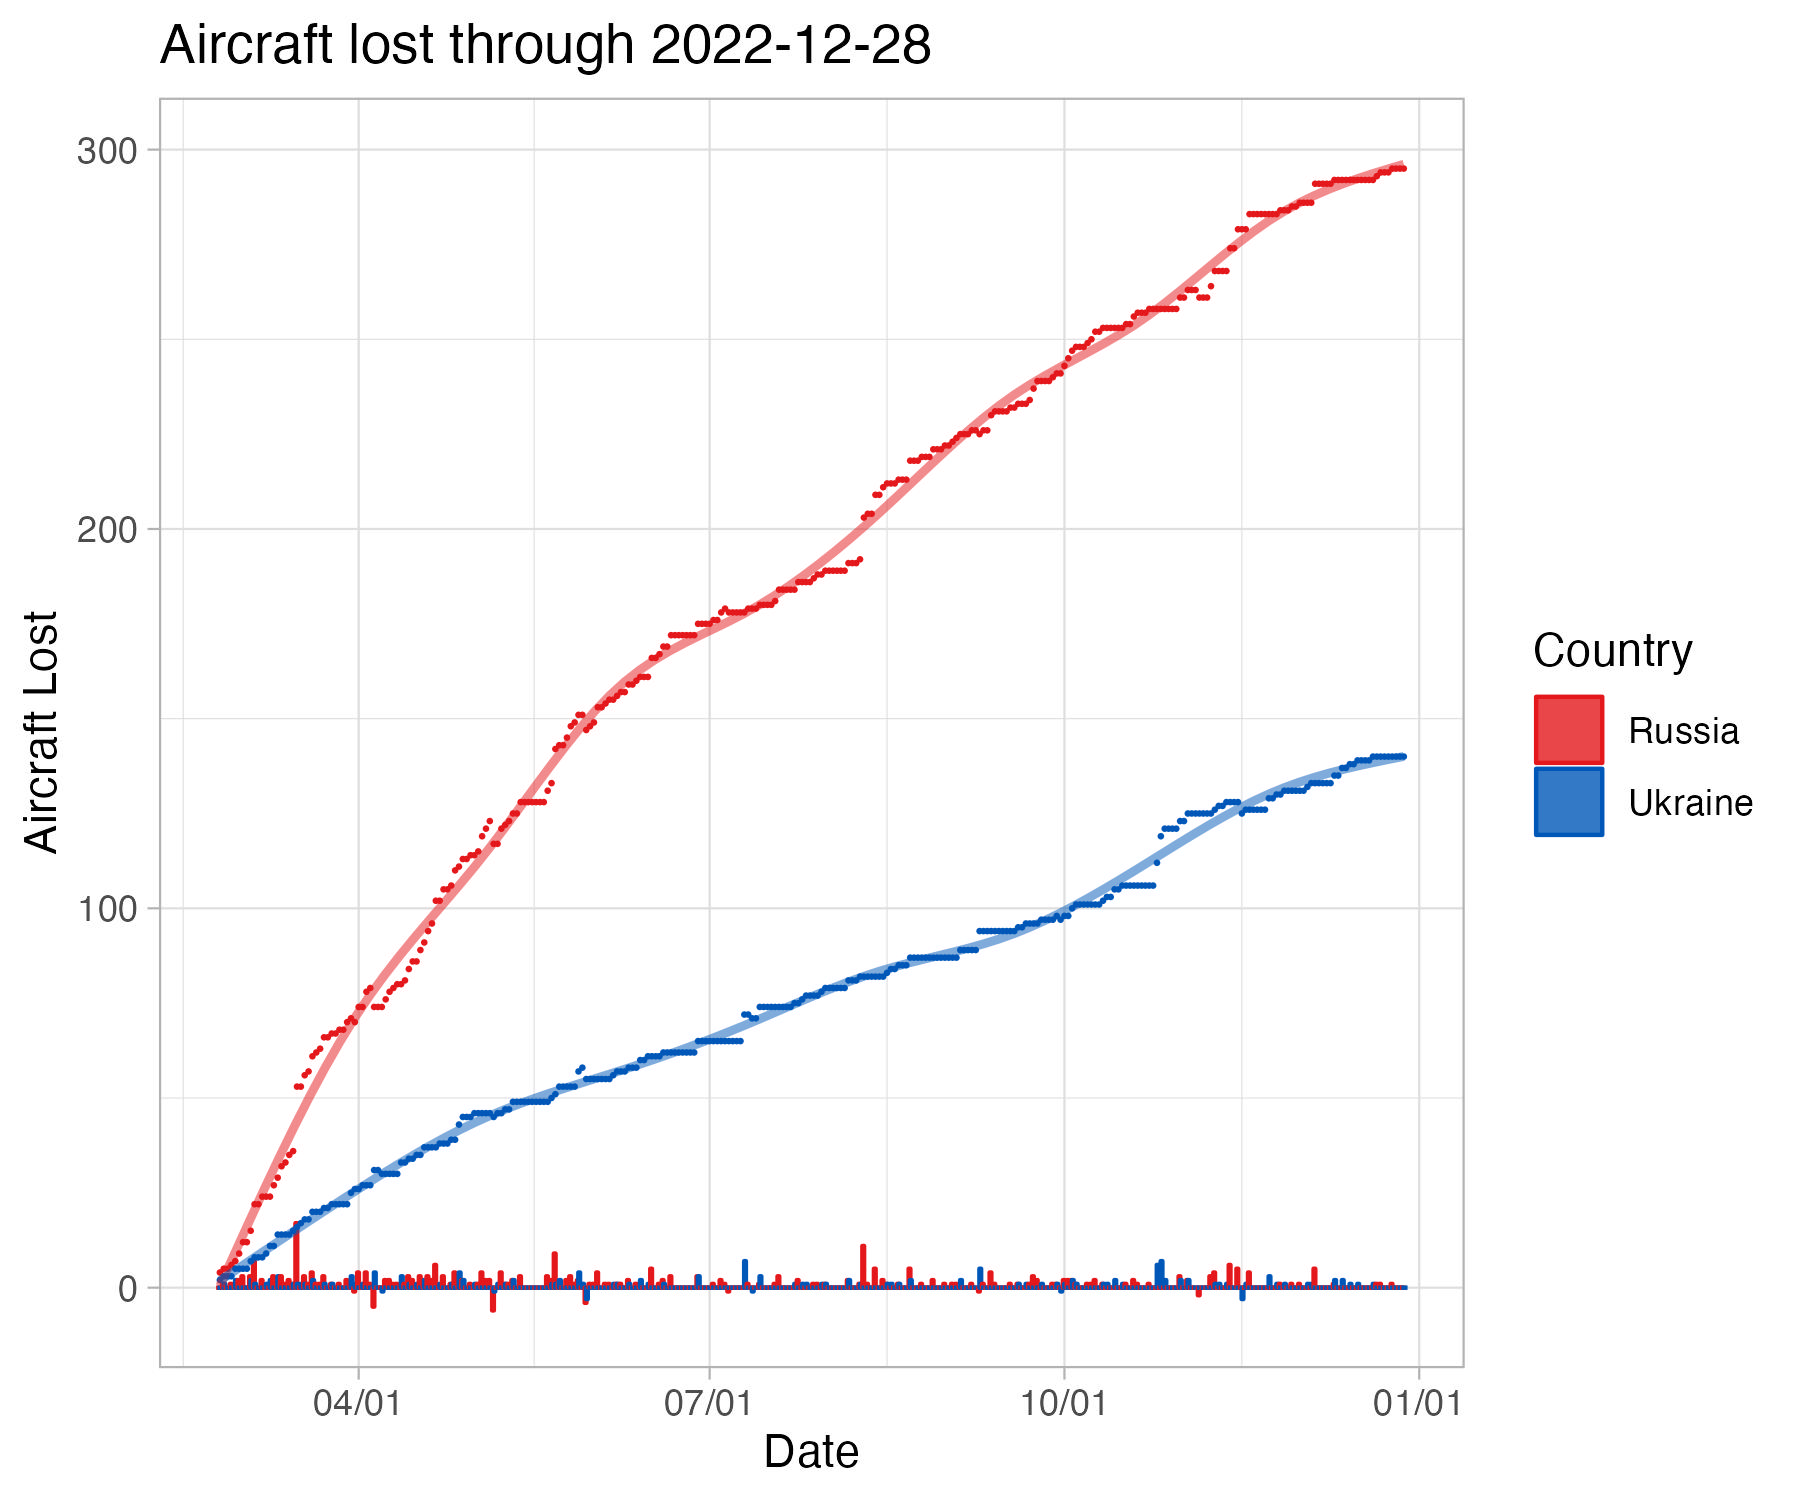 Aircraft lost through 2022-12-28
Aircraft Lost
300
200
100
0
04/01
07/01
10/01
01/01
Date
Country
Russia
Ukraine